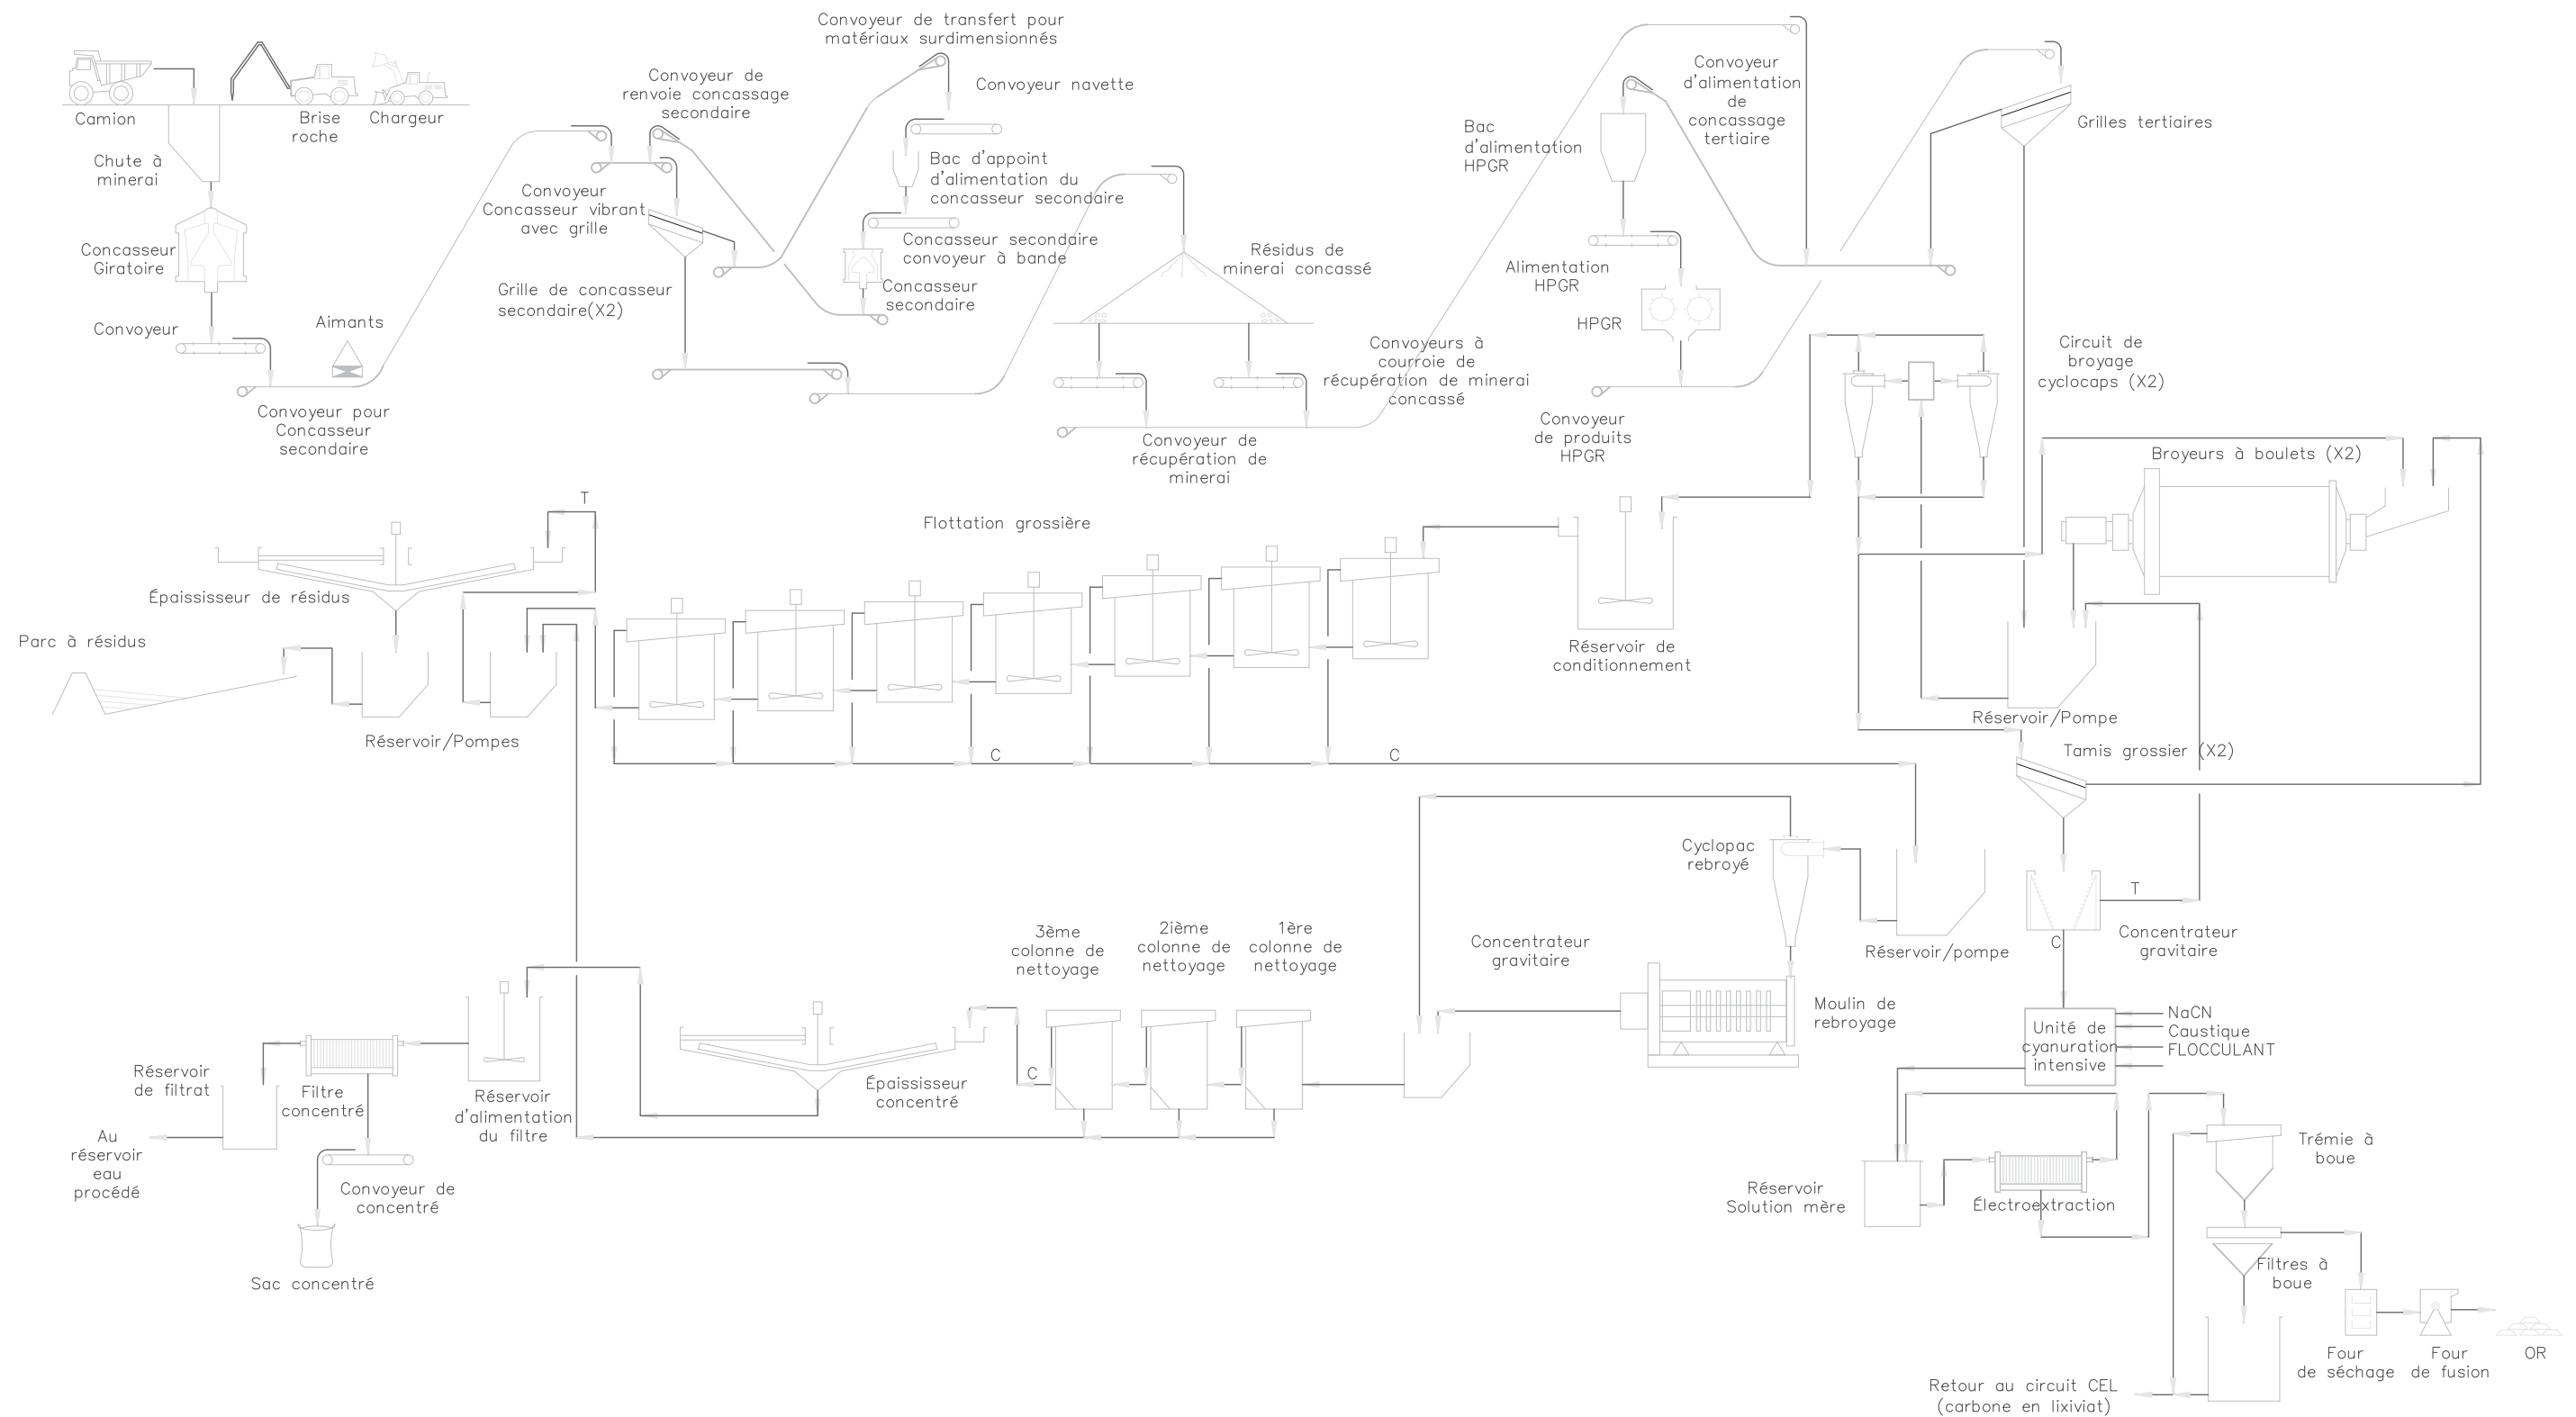 Convoyeur de transfert pour
matériaux surdimensionnés
Convoyeur de
renvoie concassage
secondaire
Convoyeur navette
Convoyeur
d'alimentation
de
concassage
tertiaire
Camion
Brise
roche
Chargeur
Bac
d'alimentation
HPGR
Grilles tertiaires
Chute à
minerai
Convoyeur
Concasseur vibrant
avec grille
Bac d'appoint
d'alimentation du
concasseur secondaire
Concasseur
Giratoire
Concasseur secondaire
convoyeur à bande
Résidus de
minerai concassé
Alimentation
HPGR
Grille de concasseur
secondaire(X2)
Concasseur
secondaire
Convoyeur
Aimants
HPGR
Convoyeurs à
courroie de
récupération de minerai
concassé
Circuit de
broyage
cyclocaps (X2)
Convoyeur pour
Concasseur
secondaire
Convoyeur de
récupération de
minerai
Convoyeur
de produits
HPGR
Broyeurs à boulets (X2)
T
Flottation grossière
Épaississeur de résidus
Parc à résidus
Réservoir de
conditionnement
Réservoir/Pompes
Réservoir/Pompe
C
C
Tamis grossier (X2)
Cyclopac
rebroyé
T
3ème
colonne de
nettoyage
2ième
colonne de
nettoyage
1ère
colonne de
nettoyage
Concentrateur
gravitaire
Réservoir/pompe
C
Concentrateur
gravitaire
Moulin de
rebroyage
Unité de
cyanuration
intensive
NaCN
Caustique
FLOCCULANT
Réservoir
de filtrat
Filtre
concentré
Réservoir
d'alimentation
du filtre
Épaississeur
concentré
C
Au
réservoir
eau
procédé
Convoyeur de
concentré
Sac concentré
Réservoir
Solution mère
Électroextraction
Trémie à
boue
Filtres à
boue
Four
de séchage
Four
de fusion
OR
Retour au circuit CEL
(carbone en lixiviat)